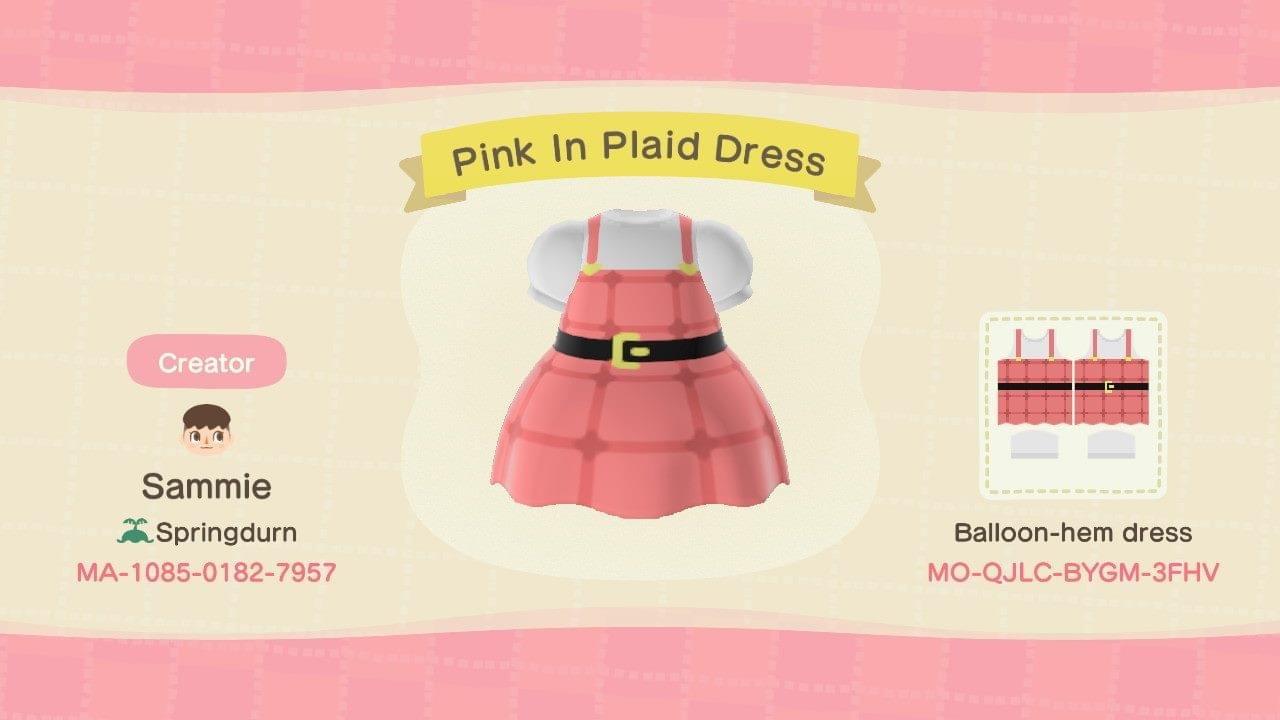 Pink In Plaid Dress
Creator
Sammie
Springdurn
MA-1085-0182-7957
Balloon-hem dress
MO-QJLC-BYGM-3FHV